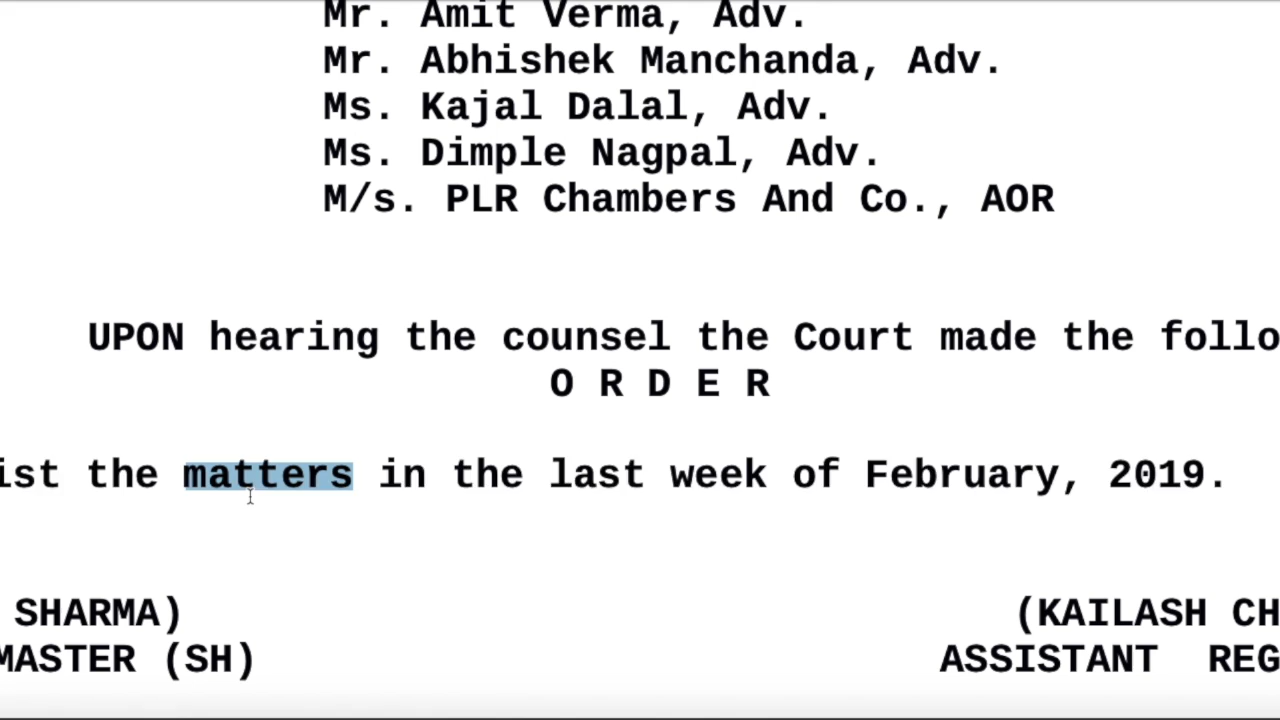 Mr. Amit Verma, Adv.
Mr. Abhishek Manchanda, Adv.
Ms. Kajal Dalal, Adv.
Ms. Dimple Nagpal, Adv.
M/s. PLR Chambers And Co., AOR
UPON hearing the counsel the Court made the follo
O R D E R
ist the matters in the last week of February, 2019.
SHARMA) (KAILASH CH
MASTER (SH) ASSISTANT REG